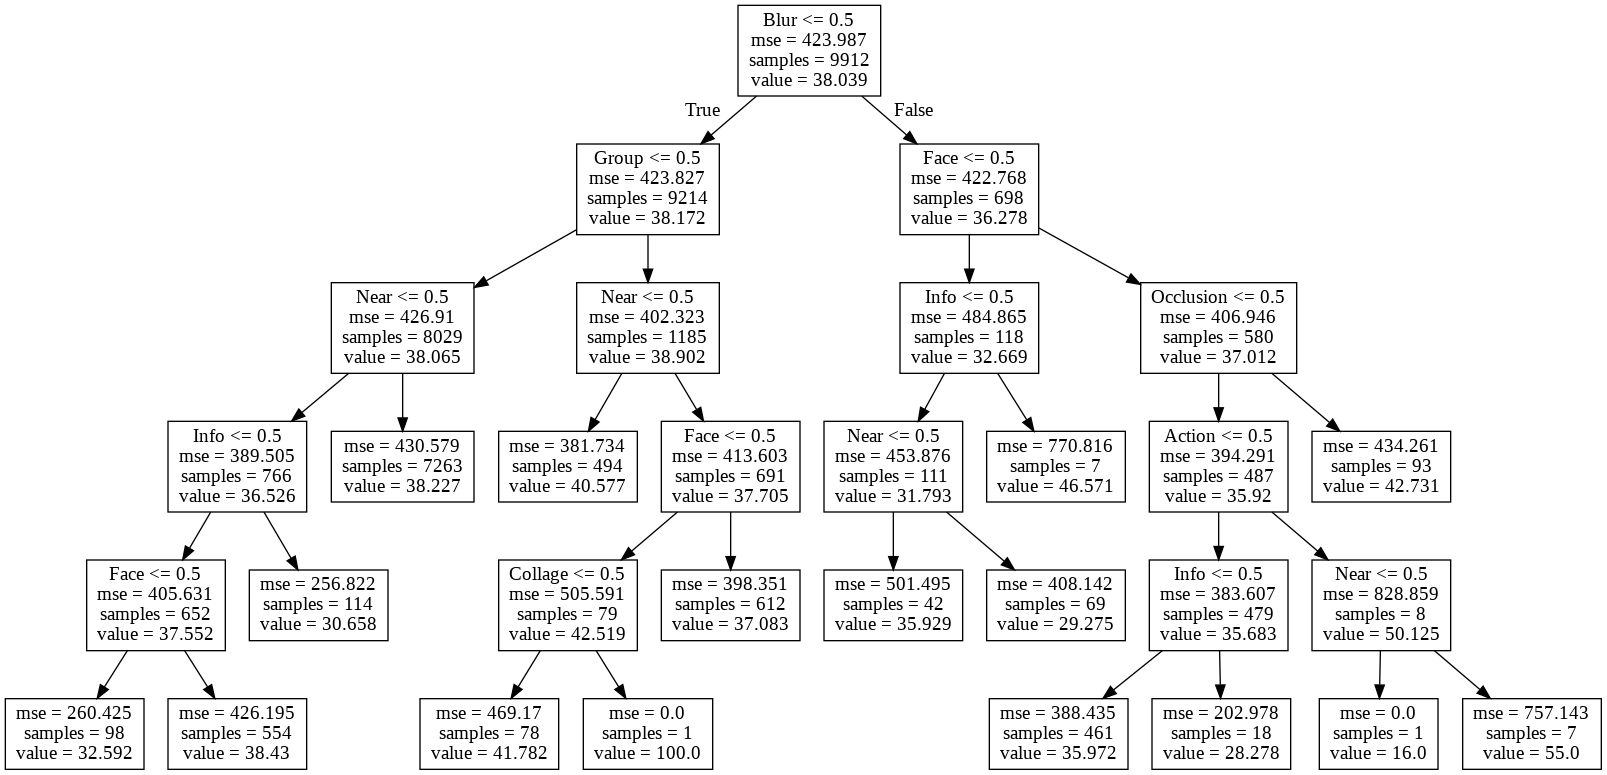 Blur <= 0.5
mse = 423.987
samples = 9912
value = 38.039
True
False
Group <= 0.5
mse = 423.827
samples = 9214
value = 38.172
Face <= 0.5
mse = 422.768
samples = 698
value = 36.278
Near <= 0.5
mse = 426.91
samples = 8029
value = 38.065
Near <= 0.5
mse = 402.323
samples = 1185
value = 38.902
Info <= 0.5
mse = 484.865
samples = 118
value = 32.669
Occlusion <= 0.5
mse = 406.946
samples = 580
value = 37.012
Info <= 0.5
mse = 389.505
samples = 766
value = 36.526
mse = 430.579
samples = 7263
value = 38.227
mse = 381.734
samples = 494
value = 40.577
Face <= 0.5
mse = 413.603
samples = 691
value = 37.705
Near <= 0.5
mse = 453.876
samples = 111
value = 31.793
mse = 770.816
samples = 7
value = 46.571
Action <= 0.5
mse = 394.291
samples = 487
value = 35.92
mse = 434.261
samples = 93
value = 42.731
Face <= 0.5
mse = 405.631
samples = 652
value = 37.552
mse = 256.822
samples = 114
value = 30.658
Collage <= 0.5
mse = 505.591
samples = 79
value = 42.519
mse = 398.351
samples = 612
value = 37.083
mse = 501.495
samples = 42
value = 35.929
mse = 408.142
samples = 69
value = 29.275
Info <= 0.5
mse = 383.607
samples = 479
value = 35.683
Near <= 0.5
mse = 828.859
samples = 8
value = 50.125
mse = 260.425
samples = 98
value = 32.592
mse = 426.195
samples = 554
value = 38.43
mse = 469.17
samples = 78
value = 41.782
mse = 0.0
samples = 1
value = 100.0
mse = 388.435
samples = 461
value = 35.972
mse = 202.978
samples = 18
value = 28.278
mse = 0.0
samples = 1
value = 16.0
mse = 757.143
samples = 7
value = 55.0